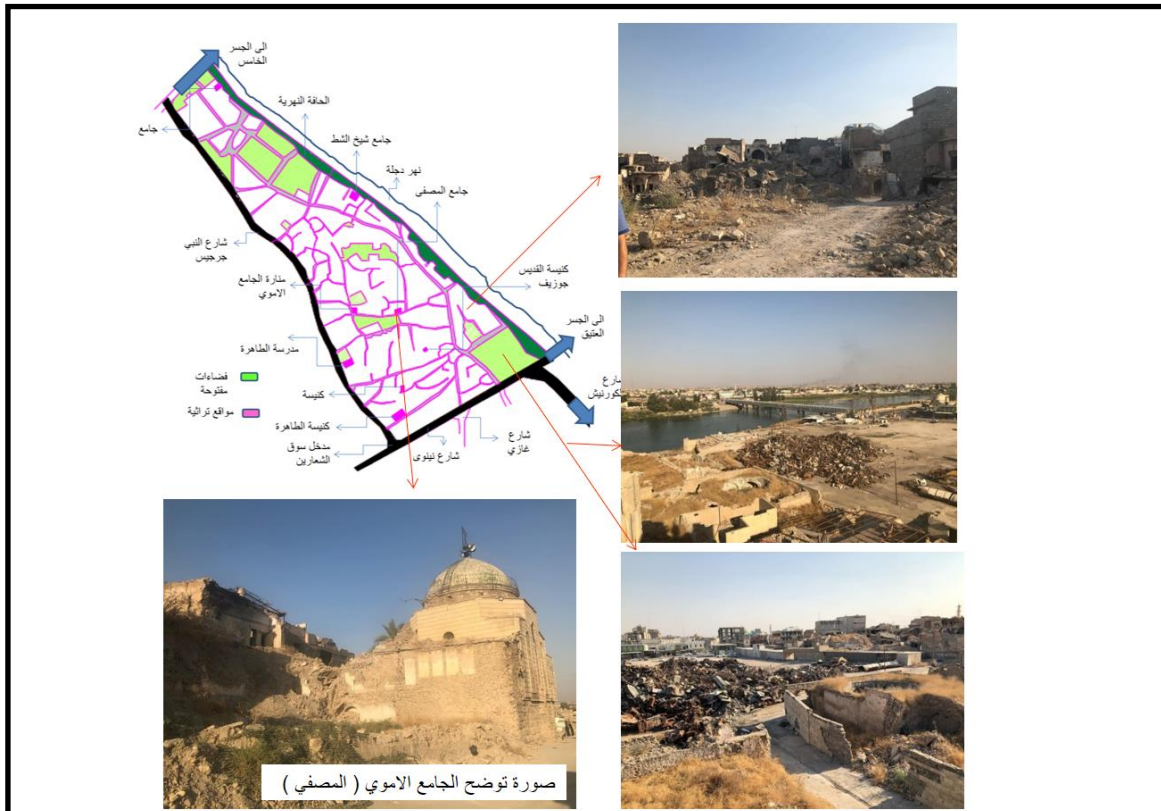 الى الجسر
الخامس
الحافة النهرية
جامع شيخ الشط
نهر دجلة
جامع المصفى
جامع
شارع النبي
جرجيس
منارة الجامع
الاموي
كنيسة القديس
جوزيف
الى الجسر
العتيق
مدرسة الطاهرة
فضاءات
مفتوحة
مواقع تراثية
كنيسة
كنيسة الطاهرة
مدخل سوق
الشعارين
شارع نينوى
شارع
غازي
شارع
لكورنيش
صورة توضح الجامع الاموي ( المصفي )